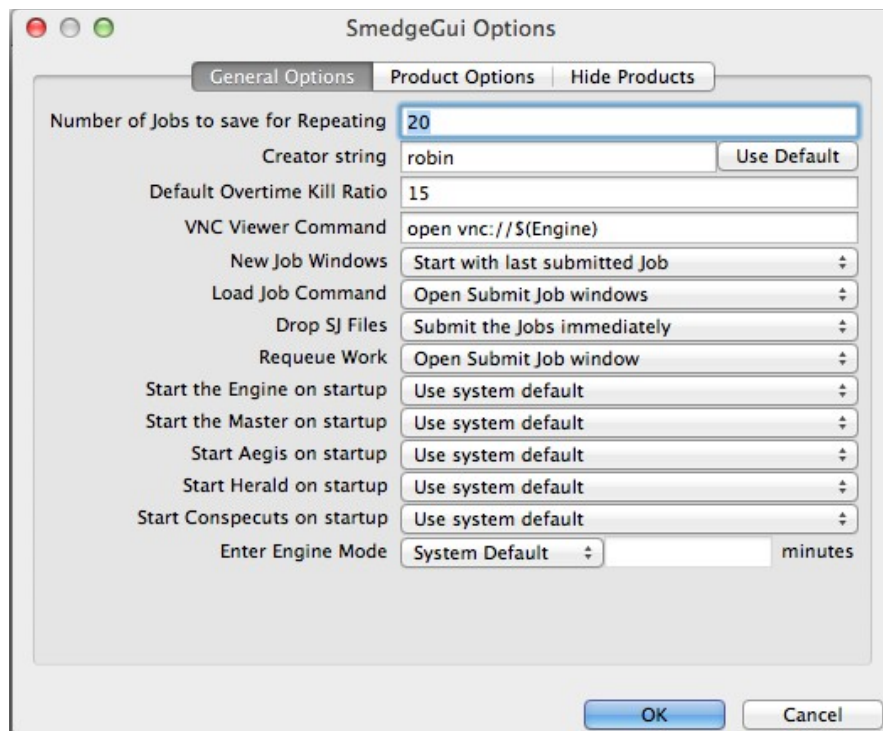 SmedgeGui Options
General Options Product Options Hide Products
Number of Jobs to save for Repeating 20
Creator string robin Use Default
Default Overtime Kill Ratio 15
VNC Viewer Command open vnc://$(Engine)
New Job Windows Start with last submitted Job
Load Job Command Open Submit Job windows
Drop SJ Files Submit the Jobs immediately
Requeue Work Open Submit Job window
Start the Engine on startup Use system default
Start the Master on startup Use system default
Start Aegis on startup Use system default
Start Herald on startup Use system default
Start Conspecuts on startup Use system default
Enter Engine Mode System Default minutes
OK Cancel